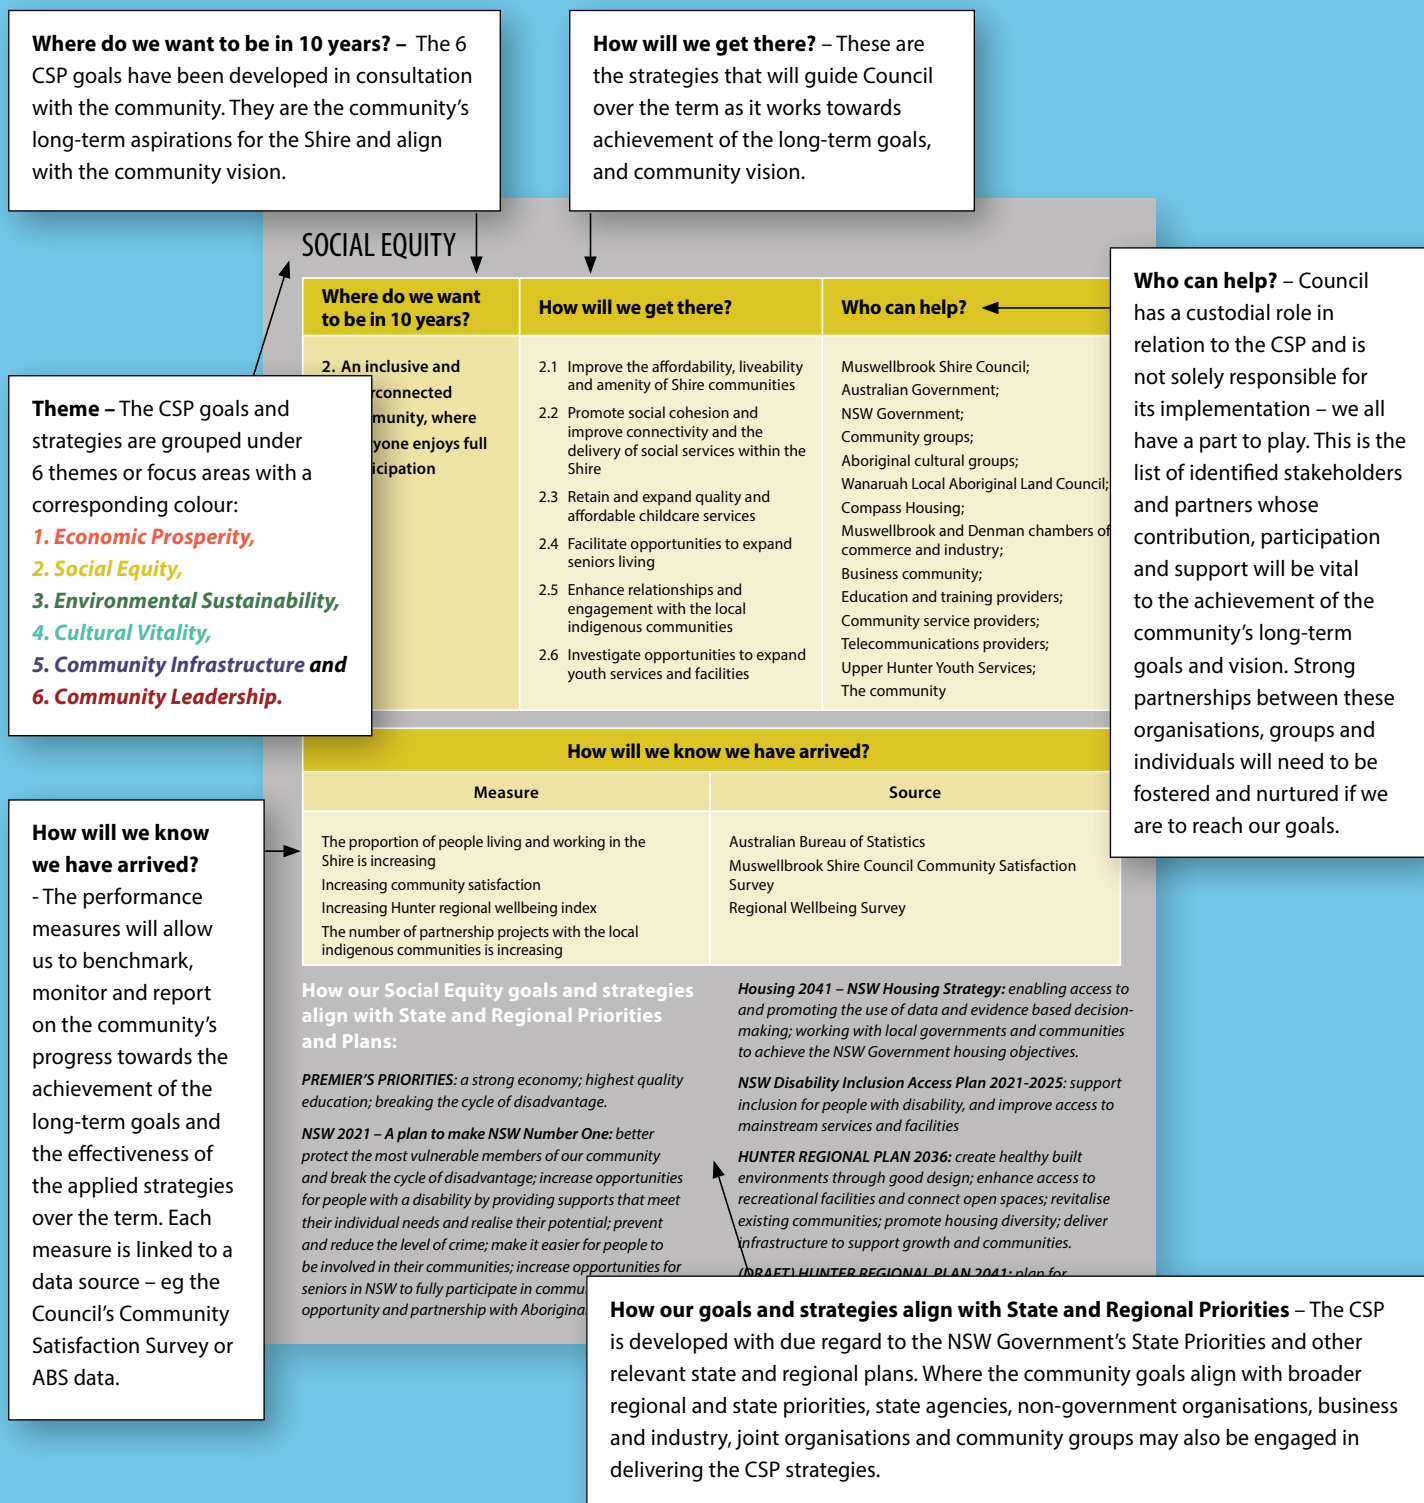 Where do we want to be in 10 years? – The 6
CSP goals have been developed in consultation
with the community. They are the community's
long-term aspirations for the Shire and align
with the community vision.
How will we get there? – These are
the strategies that will guide Council
over the term as it works towards
achievement of the long-term goals,
and community vision.
SOCIAL EQUITY
Where do we want
to be in 10 years?
How will we get there?
Who can help?
2. An inclusive and
rconnected
munity, where
yone enjoys full
icipation
2.1 Improve the affordability, liveability
and amenity of Shire communities
2.2 Promote social cohesion and
improve connectivity and the
delivery of social services within the
Shire
2.3 Retain and expand quality and
affordable childcare services
2.4 Facilitate opportunities to expand
seniors living
2.5 Enhance relationships and
engagement with the local
indigenous communities
2.6 Investigate opportunities to expand
youth services and facilities
Muswellbrook Shire Council;
Australian Government;
NSW Government;
Community groups;
Aboriginal cultural groups;
Wanaruah Local Aboriginal Land Council;
Compass Housing;
Muswellbrook and Denman chambers of
commerce and industry;
Business community;
Education and training providers;
Community service providers;
Telecommunications providers;
Upper Hunter Youth Services;
The community
Who can help? – Council
has a custodial role in
relation to the CSP and is
not solely responsible for
its implementation – we all
have a part to play. This is the
list of identified stakeholders
and partners whose
contribution, participation
and support will be vital
to the achievement of the
community's long-term
goals and vision. Strong
partnerships between these
organisations, groups and
individuals will need to be
fostered and nurtured if we
are to reach our goals.
Theme – The CSP goals and
strategies are grouped under
6 themes or focus areas with a
corresponding colour:
1. Economic Prosperity,
2. Social Equity,
3. Environmental Sustainability,
4. Cultural Vitality,
5. Community Infrastructure and
6. Community Leadership.
How will we know we have arrived?
Measure
Source
The proportion of people living and working in the
Shire is increasing
Increasing community satisfaction
Increasing Hunter regional wellbeing index
The number of partnership projects with the local
indigenous communities is increasing
Australian Bureau of Statistics
Muswellbrook Shire Council Community Satisfaction
Survey
Regional Wellbeing Survey
How will we know
we have arrived?
- The performance
measures will allow
us to benchmark,
monitor and report
on the community's
progress towards the
achievement of the
long-term goals and
the effectiveness of
the applied strategies
over the term. Each
measure is linked to a
data source – eg the
Council's Community
Satisfaction Survey or
ABS data.
How our Social Equity goals and strategies
align with State and Regional Priorities
and Plans:
PREMIER'S PRIORITIES: a strong economy; highest quality
education; breaking the cycle of disadvantage.
NSW 2021 – A plan to make NSW Number One: better
protect the most vulnerable members of our community
and break the cycle of disadvantage; increase opportunities
for people with a disability by providing supports that meet
their individual needs and realise their potential; prevent
and reduce the level of crime; make it easier for people to
be involved in their communities; increase opportunities for
seniors in NSW to fully participate in commu
opportunity and partnership with Aborigina
Housing 2041 – NSW Housing Strategy: enabling access to
and promoting the use of data and evidence based decision-
making; working with local governments and communities
to achieve the NSW Government housing objectives.
NSW Disability Inclusion Access Plan 2021-2025: support
inclusion for people with disability, and improve access to
mainstream services and facilities
HUNTER REGIONAL PLAN 2036: create healthy built
environments through good design; enhance access to
recreational facilities and connect open spaces; revitalise
existing communities; promote housing diversity; deliver
infrastructure to support growth and communities.
(DRAFT) HUNTER REGIONAL PLAN 2041: plan for
How our goals and strategies align with State and Regional Priorities – The CSP
is developed with due regard to the NSW Government's State Priorities and other
relevant state and regional plans. Where the community goals align with broader
regional and state priorities, state agencies, non-government organisations, business
and industry, joint organisations and community groups may also be engaged in
delivering the CSP strategies.